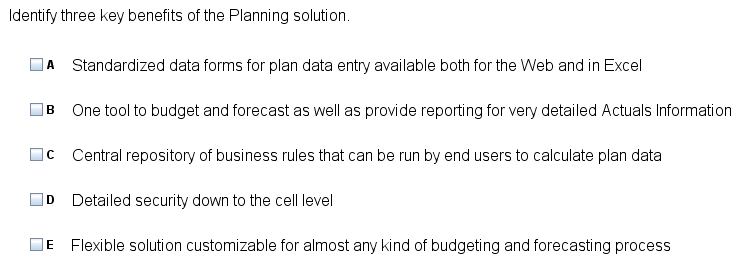 Identify three key benefits of the Planning solution.
A Standardized data forms for plan data entry available both for the Web and in Excel
B One tool to budget and forecast as well as provide reporting for very detailed Actuals Information
C Central repository of business rules that can be run by end users to calculate plan data
D Detailed security down to the cell level
E Flexible solution customizable for almost any kind of budgeting and forecasting process